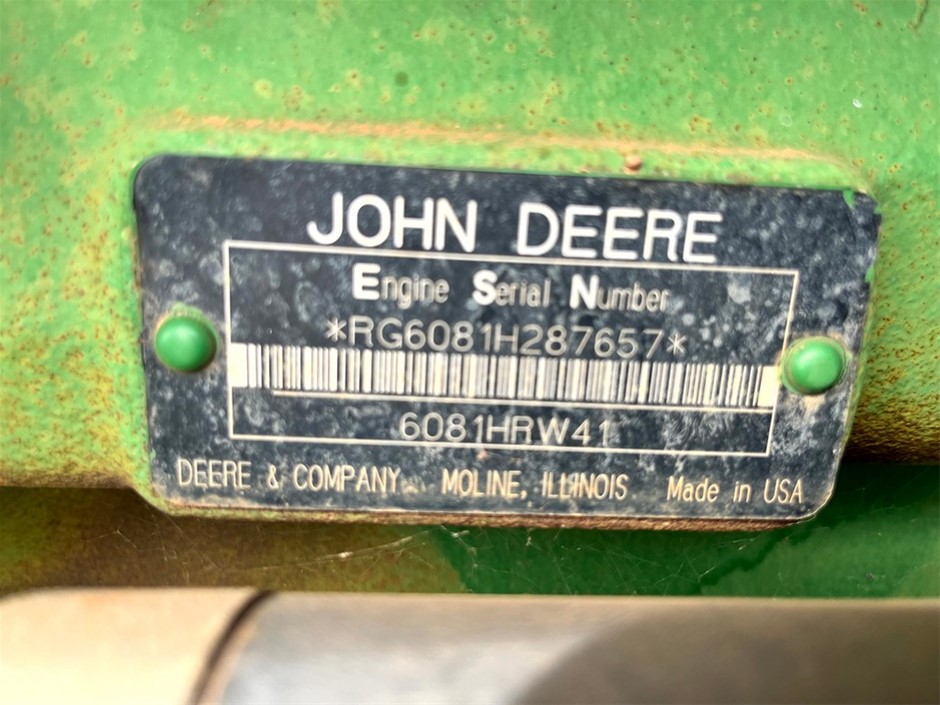 JOHN DEERE
Engine Serial Number
*RG6081H287657*
6081HRW41
DEERE & COMPANY MOLINE, ILLINOIS Made in USA